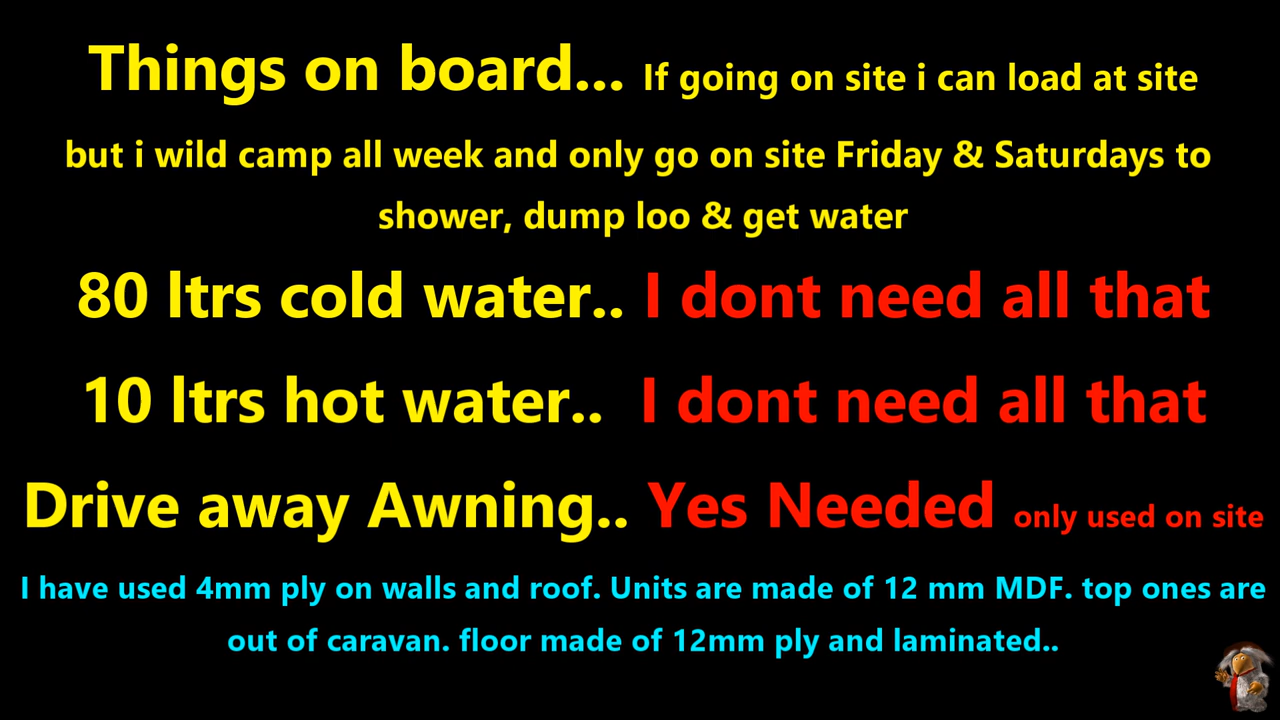 Things on board... If going on site i can load at site
but i wild camp all week and only go on site Friday & Saturdays to
shower, dump loo & get water
80 ltrs cold water.. I dont need all that
10 ltrs hot water.. I dont need all that
Drive away Awning.. Yes Needed only used on site
I have used 4mm ply on walls and roof. Units are made of 12 mm MDF. top ones are
out of caravan. floor made of 12mm ply and laminated..